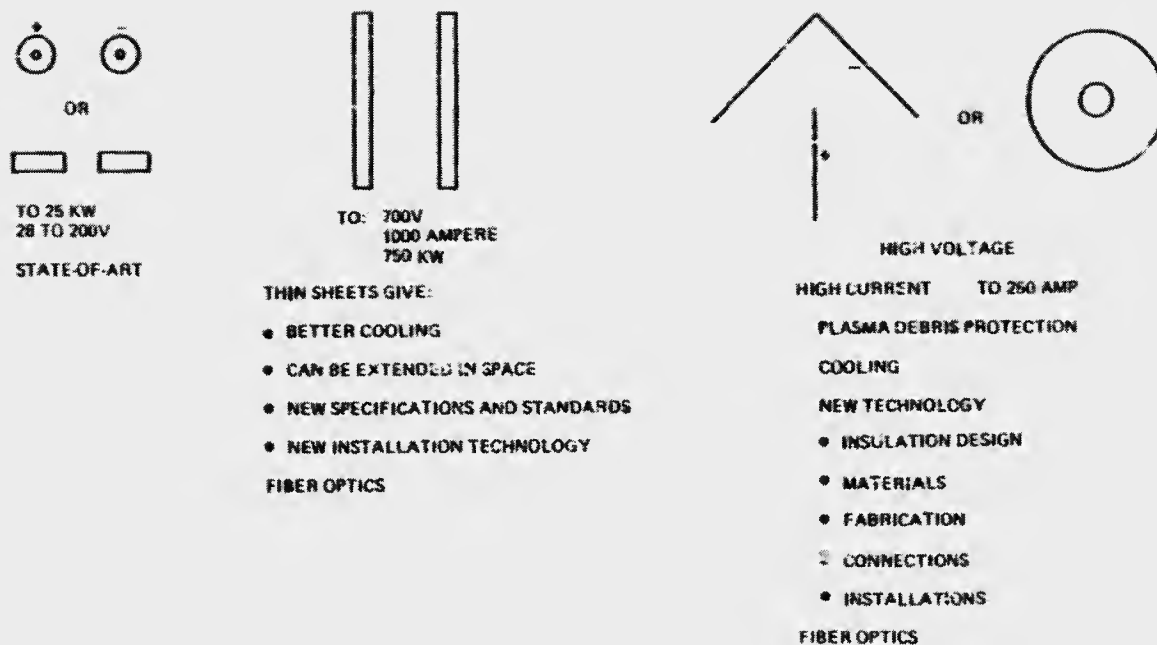 + −
OR
TO 25 KW
28 TO 200V
STATE-OF-ART
TO: 700V
1000 AMPERE
750 KW
THIN SHEETS GIVE:
• BETTER COOLING
• CAN BE EXTENDED IN SPACE
• NEW SPECIFICATIONS AND STANDARDS
• NEW INSTALLATION TECHNOLOGY
FIBER OPTICS
−
OR
+
HIGH VOLTAGE
HIGH CURRENT TO 250 AMP
PLASMA DEBRIS PROTECTION
COOLING
NEW TECHNOLOGY
• INSULATION DESIGN
• MATERIALS
• FABRICATION
• CONNECTIONS
• INSTALLATIONS
FIBER OPTICS